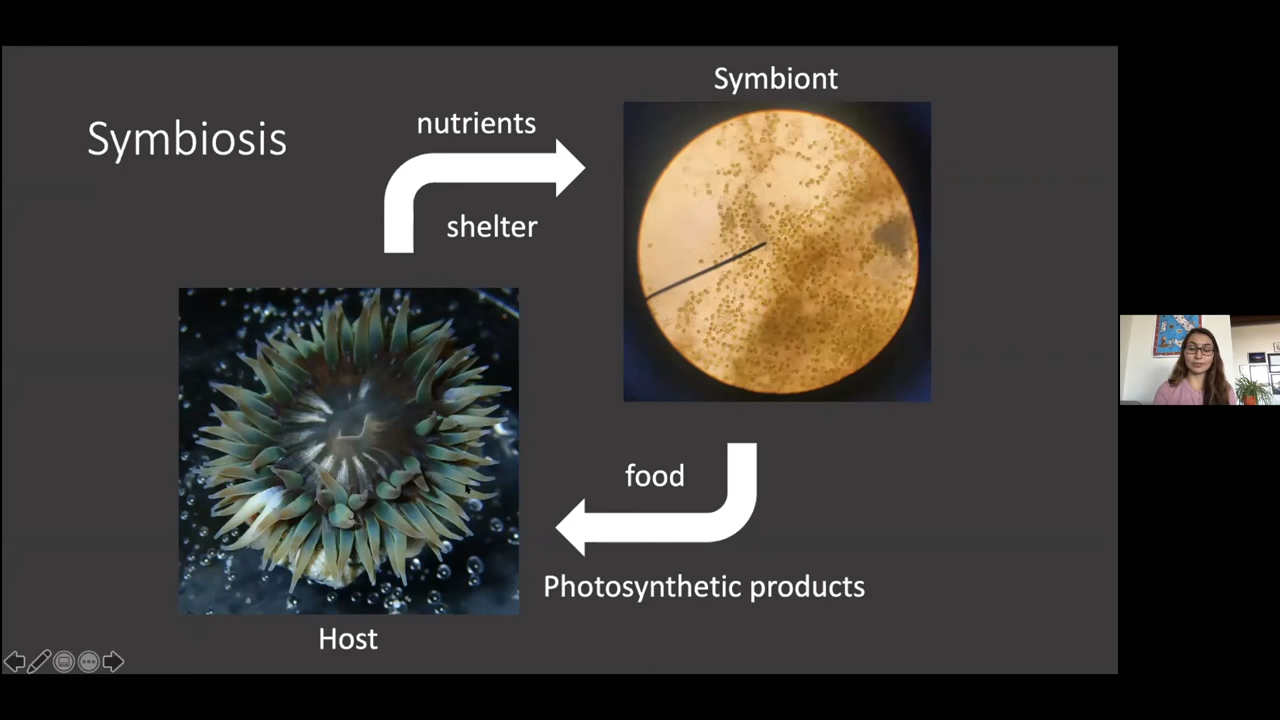 Symbiosis
nutrients
shelter
Symbiont
food
Photosynthetic products
Host